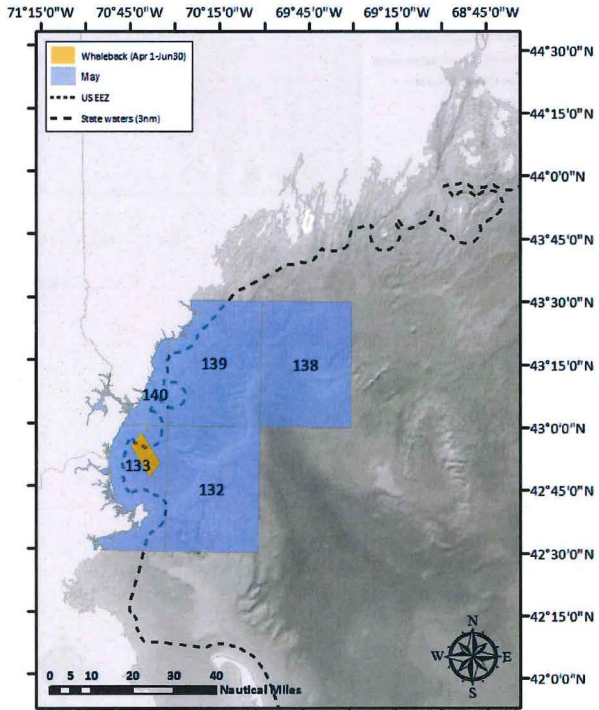 71°15'0"W 70°45'0"W 70°15'0"W 69°45'0"W 69°15'0"W 68°45'0"W
Whaleback (Apr 1-Jun30)
May
US EEZ
State waters (3nm)
44°30'0"N
44°15'0"N
44°0'0"N
43°45'0"N
43°30'0"N
43°15'0"N
43°0'0"N
42°45'0"N
42°30'0"N
42°15'0"N
42°0'0"N
139
138
140
133
132
N
W E
S
0 5 10 20 30 40
Nautical Miles